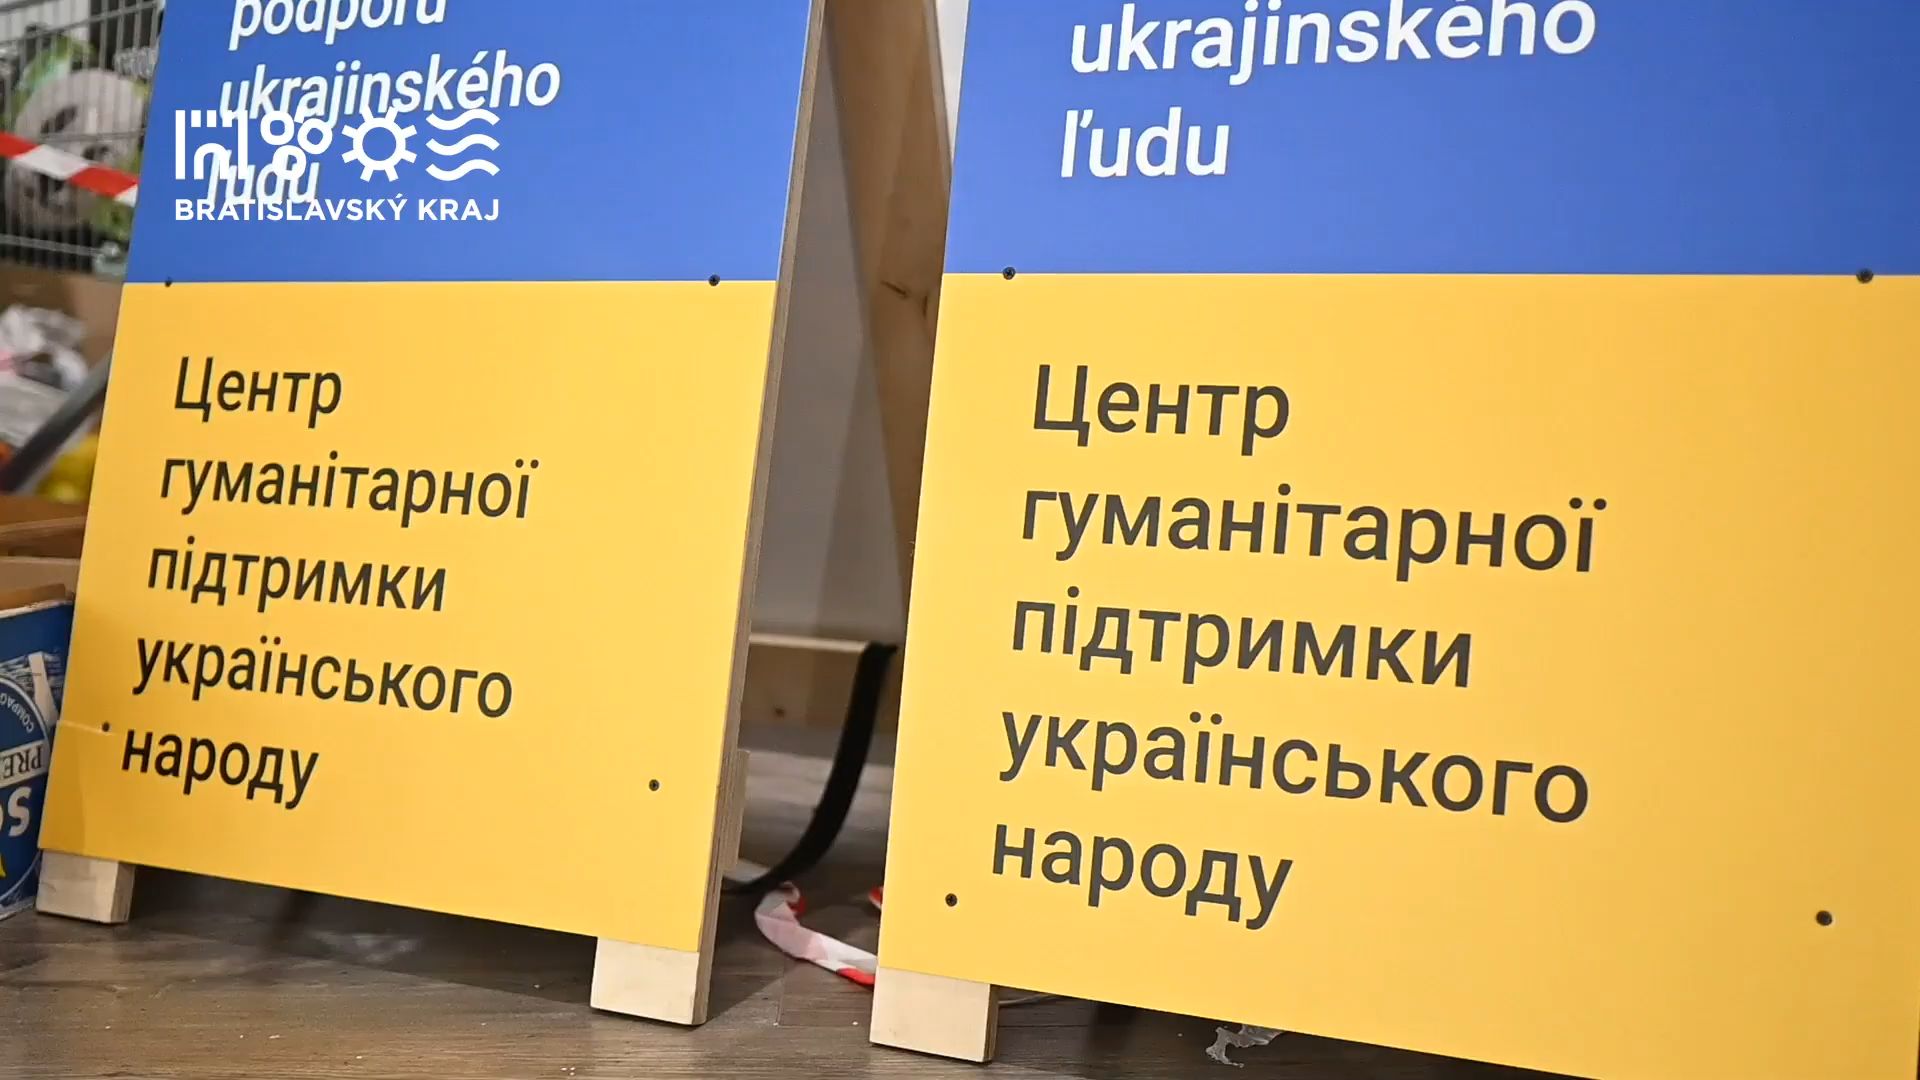 podporu
ukrajinského
ľudu
BRATISLAVSKÝ KRAJ
Центр
гуманітарної
підтримки
українського
народу
ukrajinského
ľudu
Центр
гуманітарної
підтримки
українського
народу